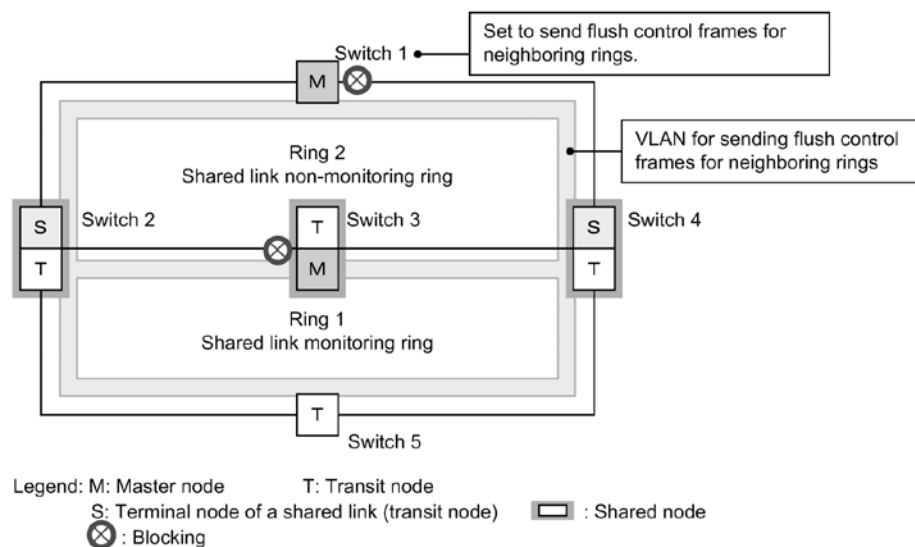 Switch 1
Set to send flush control frames for
neighboring rings.
M
VLAN for sending flush control
frames for neighboring rings
Ring 2
Shared link non-monitoring ring
S
Switch 2
T
Switch 3
S
Switch 4
T
M
T
Ring 1
Shared link monitoring ring
T
Switch 5
Legend: M: Master node T: Transit node
S: Terminal node of a shared link (transit node) : Shared node
: Blocking